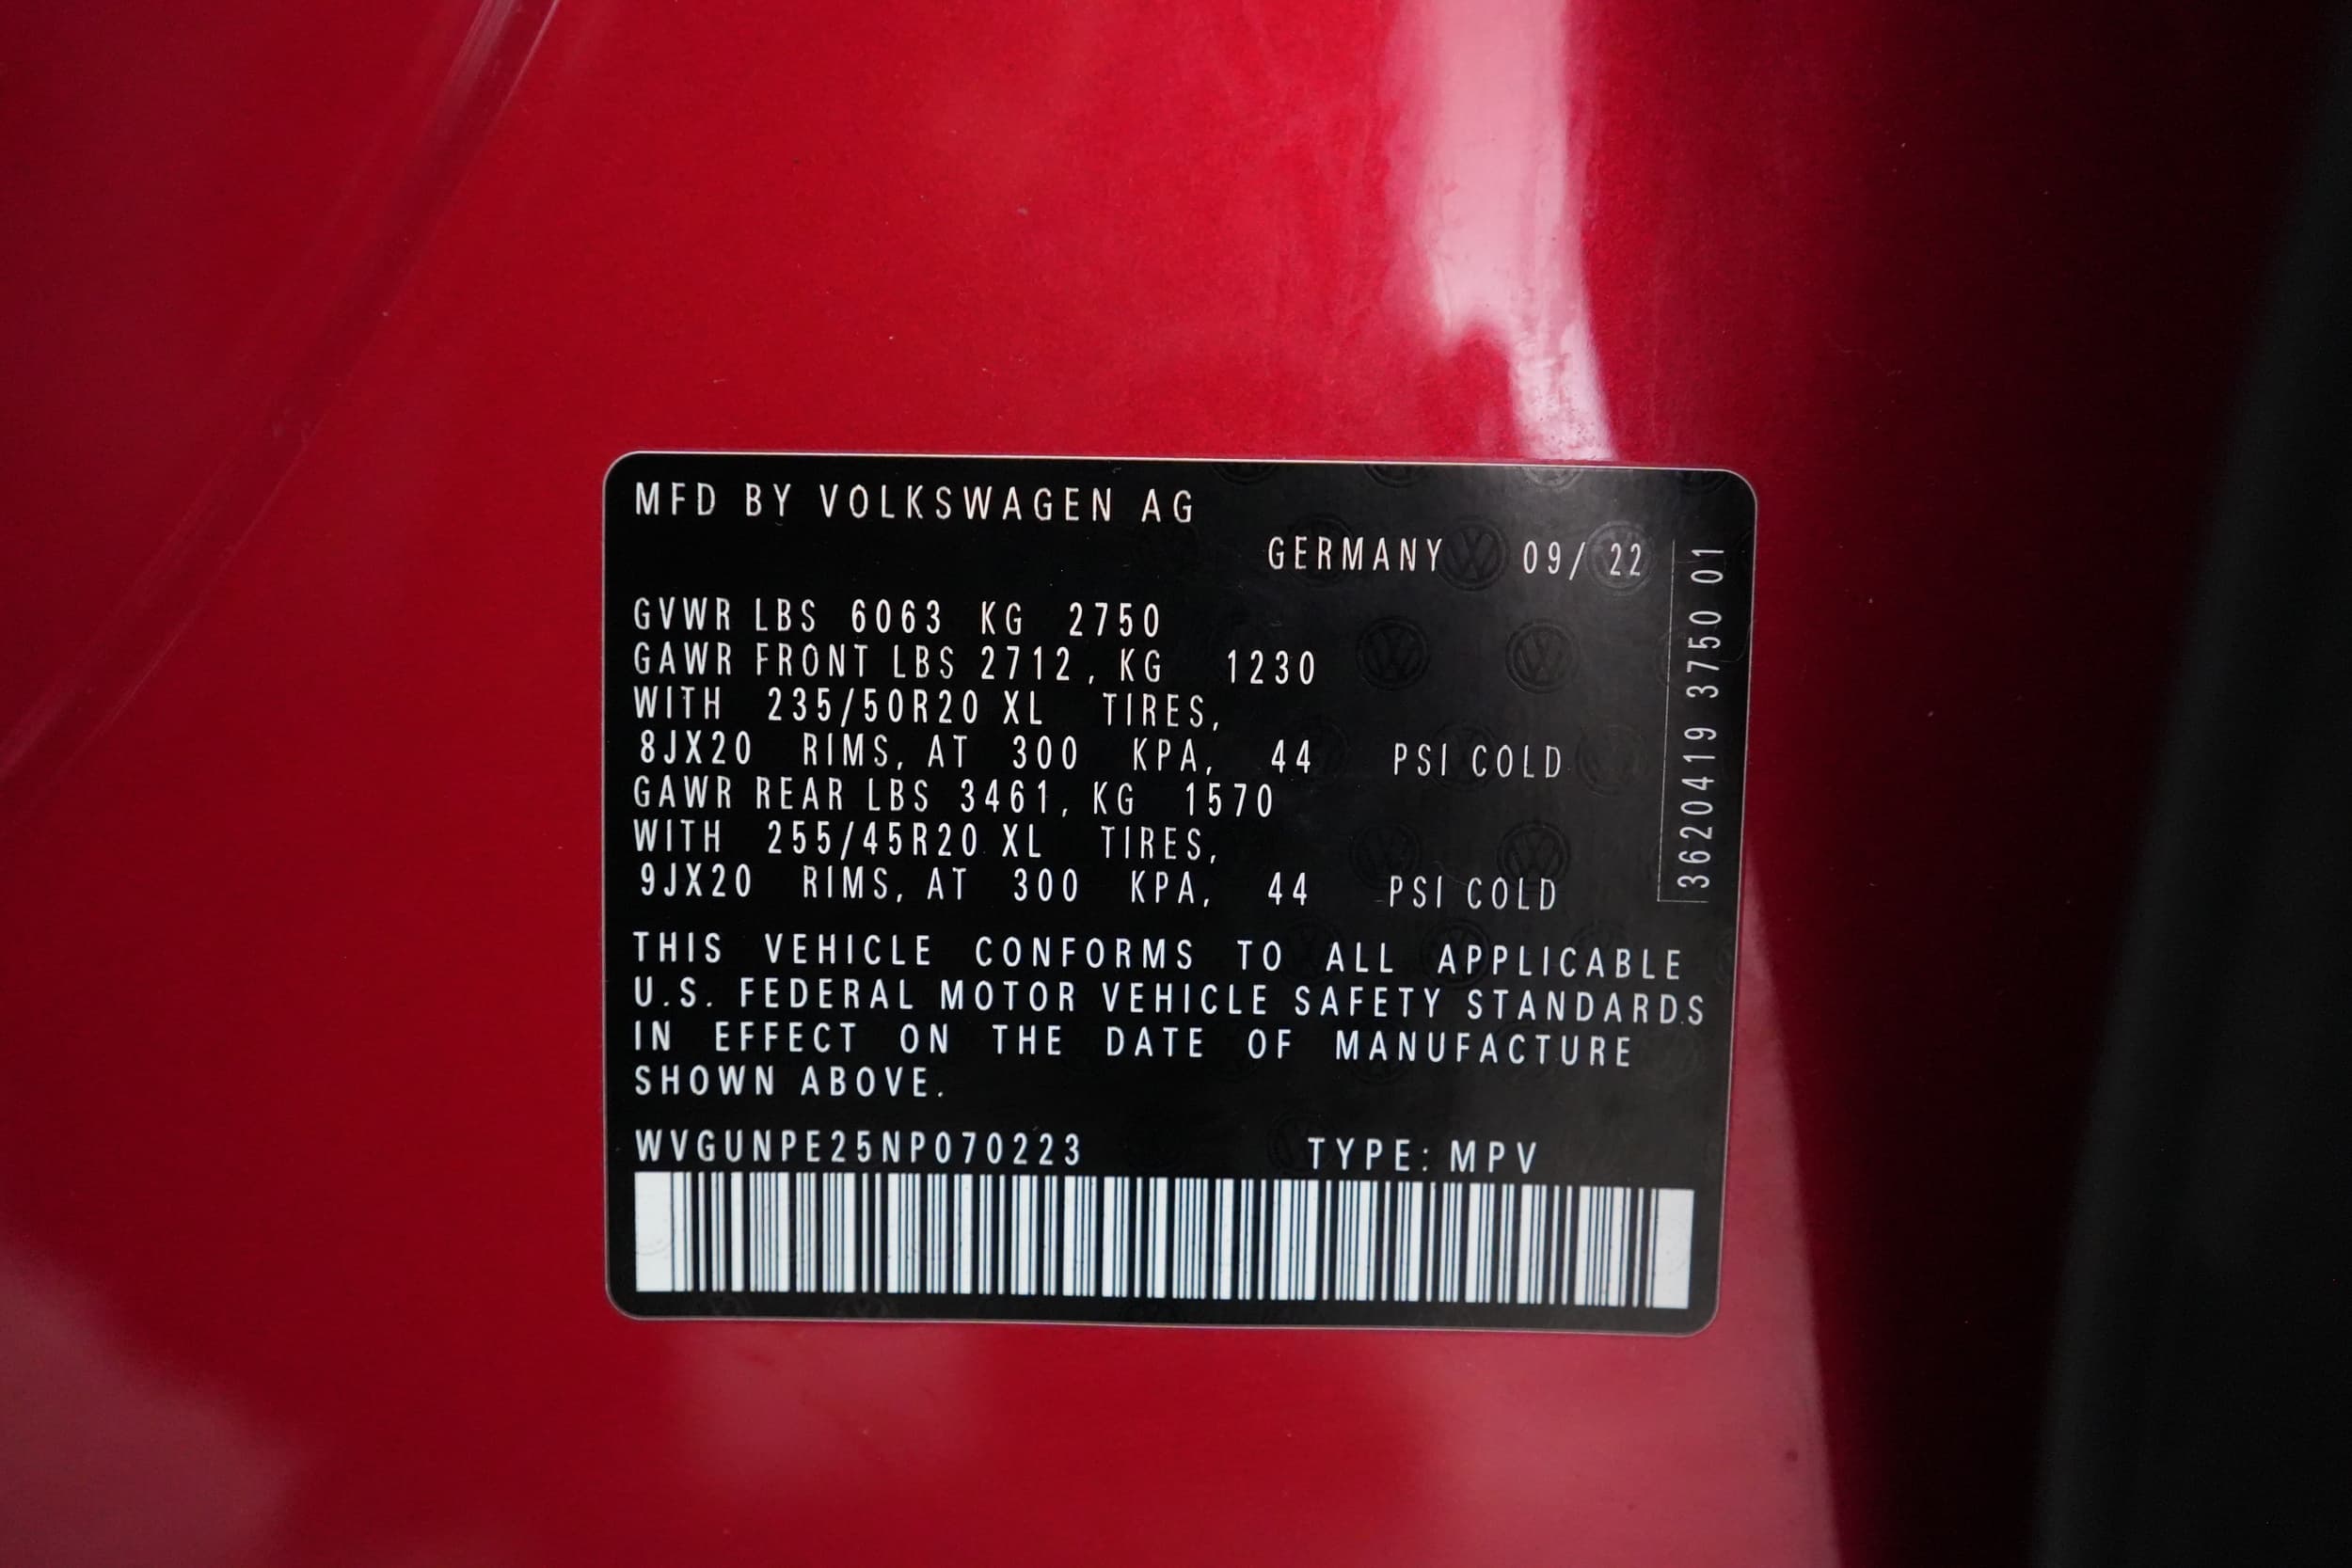 MFD BY VOLKSWAGEN AG
GERMANY 09/ 22
GVWR LBS 6063 KG 2750
GAWR FRONT LBS 2712, KG 1230
WITH 235/50R20 XL TIRES,
8JX20 RIMS, AT 300 KPA, 44 PSI COLD
GAWR REAR LBS 3461, KG 1570
WITH 255/45R20 XL TIRES,
9JX20 RIMS, AT 300 KPA, 44 PSI COLD
THIS VEHICLE CONFORMS TO ALL APPLICABLE
U.S. FEDERAL MOTOR VEHICLE SAFETY STANDARDS
IN EFFECT ON THE DATE OF MANUFACTURE
SHOWN ABOVE.
WVGUNPE25NP070223 TYPE: MPV
3620419 3750 01